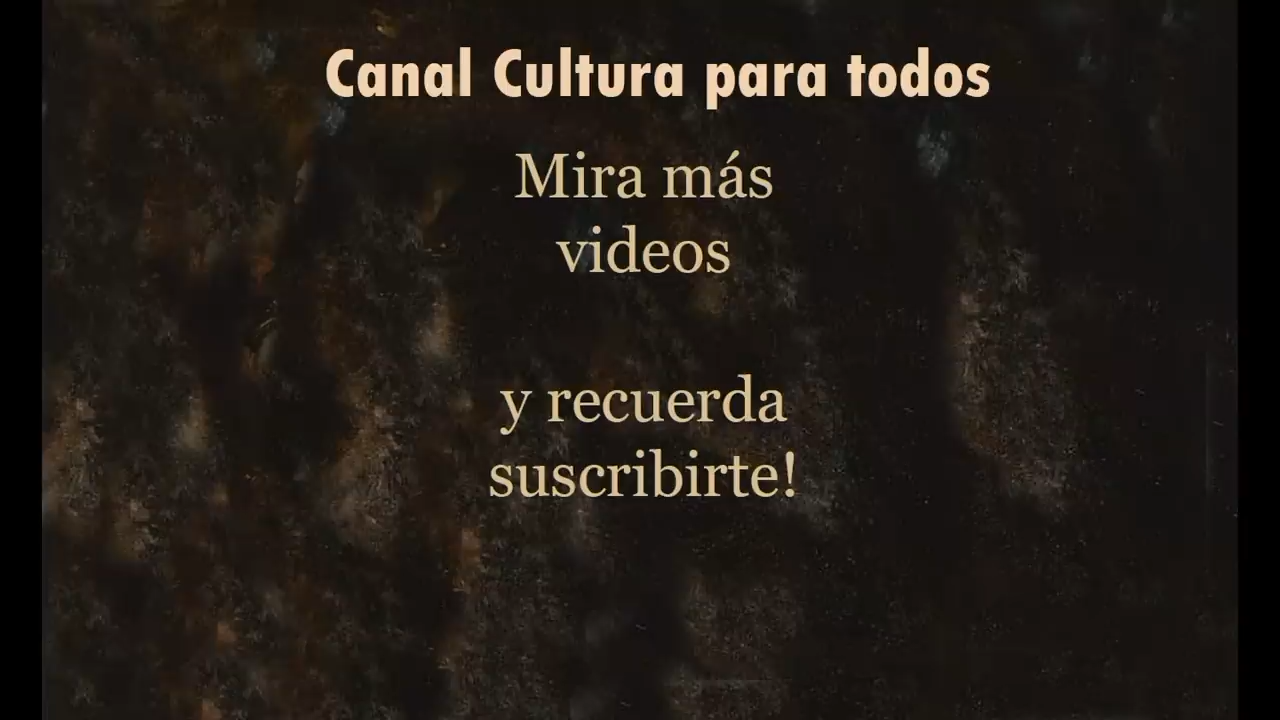 Canal Cultura para todos
Mira más
videos
y recuerda
suscribirte!